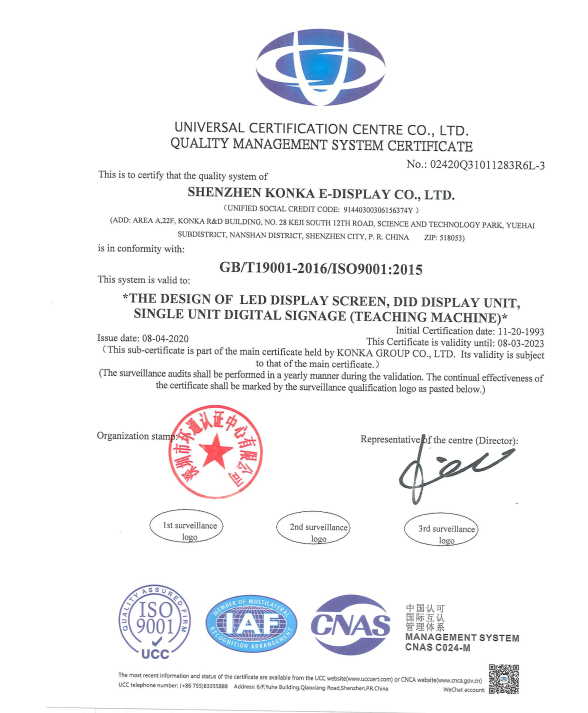 UNIVERSAL CERTIFICATION CENTRE CO., LTD.
QUALITY MANAGEMENT SYSTEM CERTIFICATE
No.: 02420Q31011283R6L-3
This is to certify that the quality system of
SHENZHEN KONKA E-DISPLAY CO., LTD.
(UNIFIED SOCIAL CREDIT CODE: 91440300306156374Y )
(ADD: AREA A,22F, KONKA R&D BUILDING, NO. 28 KEJI SOUTH 12TH ROAD, SCIENCE AND TECHNOLOGY PARK, YUEHAI
SUBDISTRICT, NANSHAN DISTRICT, SHENZHEN CITY, P. R. CHINA ZIP: 518053)
is in conformity with:
GB/T19001-2016/ISO9001:2015
This system is valid to:
*THE DESIGN OF LED DISPLAY SCREEN, DID DISPLAY UNIT,
SINGLE UNIT DIGITAL SIGNAGE (TEACHING MACHINE)*
Initial Certification date: 11-20-1993
Issue date: 08-04-2020
This Certificate is validity until: 08-03-2023
(This sub-certificate is part of the main certificate held by KONKA GROUP CO., LTD. Its validity is subject
to that of the main certificate.)
(The surveillance audits shall be performed in a yearly manner during the validation. The continual effectiveness of
the certificate shall be marked by the surveillance qualification logo as pasted below.)
Organization stamp:
深圳市环通认证中心有限公司
Representative of the centre (Director):
1st surveillance
logo
2nd surveillance
logo
3rd surveillance
logo
QUALITY ASSURED FIRM
ISO
9001
UCC
MEMBER OF MULTILATERAL
IAF
RECOGNITION ARRANGEMENT
CNAS
中国认可
国际互认
管理体系
MANAGEMENT SYSTEM
CNAS C024-M
The most recent information and status of the certificate are available from the UCC website(www.ucccert.com) or CNCA website(www.cnca.gov.cn)
UCC telephone number: (+86 755)83355888 Address: 6/F.Yuhe Building,Qiaoxiang Road,Shenzhen,P.R.China
WeChat account: